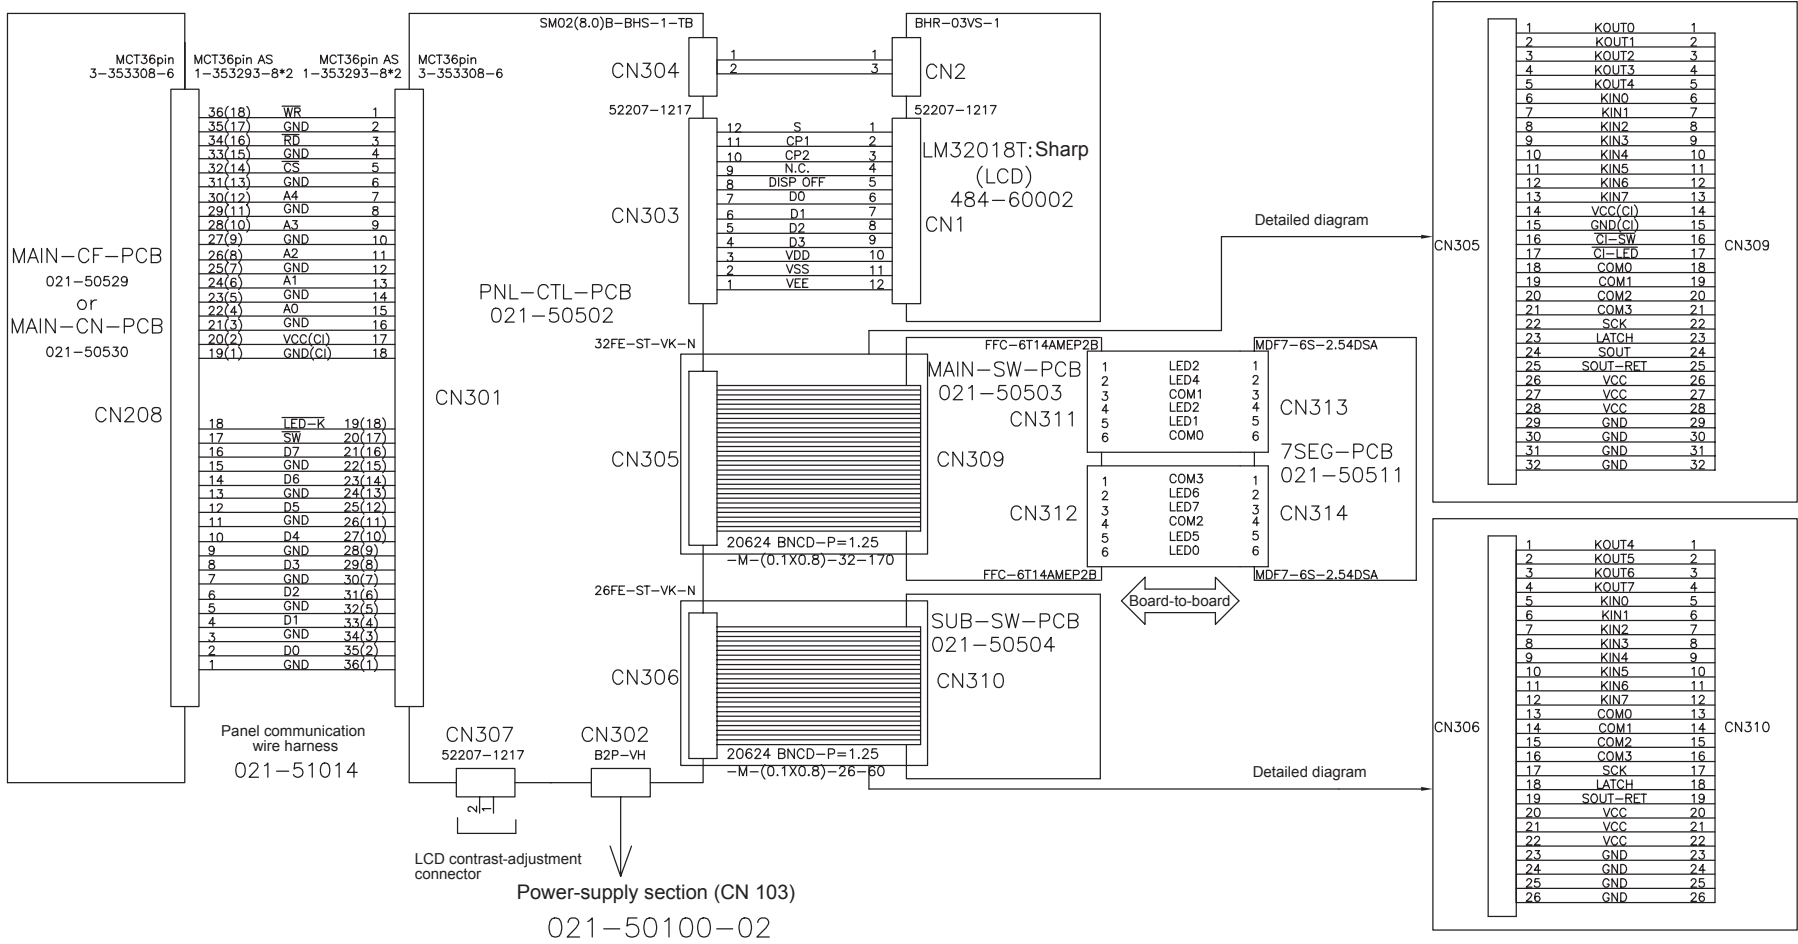 MAIN-CF-PCB
021-50529
or
MAIN-CN-PCB
021-50530
MCT36pin
3-353308-6
MCT36pin AS
1-353293-8*2
MCT36pin AS
1-353293-8*2
MCT36pin
3-353308-6
CN208
36(18) WR 1
35(17) GND 2
34(16) RD 3
33(15) GND 4
32(14) CS 5
31(13) GND 6
30(12) A4 7
29(11) GND 8
28(10) A3 9
27(9) GND 10
26(8) A2 11
25(7) GND 12
24(6) A1 13
23(5) GND 14
22(4) A0 15
21(3) GND 16
20(2) VCC(CI) 17
19(1) GND(CI) 18
18 LED-K 19(18)
17 SW 20(17)
16 D7 21(16)
15 GND 22(15)
14 D6 23(14)
13 GND 24(13)
12 D5 25(12)
11 GND 26(11)
10 D4 27(10)
9 GND 28(9)
8 D3 29(8)
7 GND 30(7)
6 D2 31(6)
5 GND 32(5)
4 D1 33(4)
3 GND 34(3)
2 D0 35(2)
1 GND 36(1)
CN301
Panel communication
wire harness
021-51014
PNL-CTL-PCB
021-50502
SM02(8.0)B-BHS-1-TB
CN304
1 1
2 3
BHR-03VS-1
CN2
52207-1217
52207-1217
CN303
12 S 1
11 CP1 2
10 CP2 3
9 N.C. 4
8 DISP OFF 5
7 D0 6
6 D1 7
5 D2 8
4 D3 9
3 VDD 10
2 VSS 11
1 VEE 12
LM32018T:Sharp
(LCD)
484-60002
CN1
32FE-ST-VK-N
CN305
20624 BNCD-P=1.25
-M-(0.1X0.8)-32-170
CN309
MAIN-SW-PCB
021-50503
FFC-6T14AMEP2B
MDF7-6S-2.54DSA
CN311
1 LED2 1
2 LED4 2
3 COM1 3
4 LED2 4
5 LED1 5
6 COM0 6
CN313
7SEG-PCB
021-50511
CN312
1 COM3 1
2 LED6 2
3 LED7 3
4 COM2 4
5 LED5 5
6 LED0 6
CN314
FFC-6T14AMEP2B
MDF7-6S-2.54DSA
Board-to-board
26FE-ST-VK-N
CN306
20624 BNCD-P=1.25
-M-(0.1X0.8)-26-60
SUB-SW-PCB
021-50504
CN310
CN307
52207-1217
2 1
LCD contrast-adjustment
connector
CN302
B2P-VH
Power-supply section (CN 103)
021-50100-02
Detailed diagram
CN305
1 KOUT0 1
2 KOUT1 2
3 KOUT2 3
4 KOUT3 4
5 KOUT4 5
6 KIN0 6
7 KIN1 7
8 KIN2 8
9 KIN3 9
10 KIN4 10
11 KIN5 11
12 KIN6 12
13 KIN7 13
14 VCC(CI) 14
15 GND(CI) 15
16 CI-SW 16
17 CI-LED 17
18 COM0 18
19 COM1 19
20 COM2 20
21 COM3 21
22 SCK 22
23 LATCH 23
24 SOUT 24
25 SOUT-RET 25
26 VCC 26
27 VCC 27
28 VCC 28
29 GND 29
30 GND 30
31 GND 31
32 GND 32
CN309
Detailed diagram
CN306
1 KOUT4 1
2 KOUT5 2
3 KOUT6 3
4 KOUT7 4
5 KIN0 5
6 KIN1 6
7 KIN2 7
8 KIN3 8
9 KIN4 9
10 KIN5 10
11 KIN6 11
12 KIN7 12
13 COM0 13
14 COM1 14
15 COM2 15
16 COM3 16
17 SCK 17
18 LATCH 18
19 SOUT-RET 19
20 VCC 20
21 VCC 21
22 VCC 22
23 GND 23
24 GND 24
25 GND 25
26 GND 26
CN310